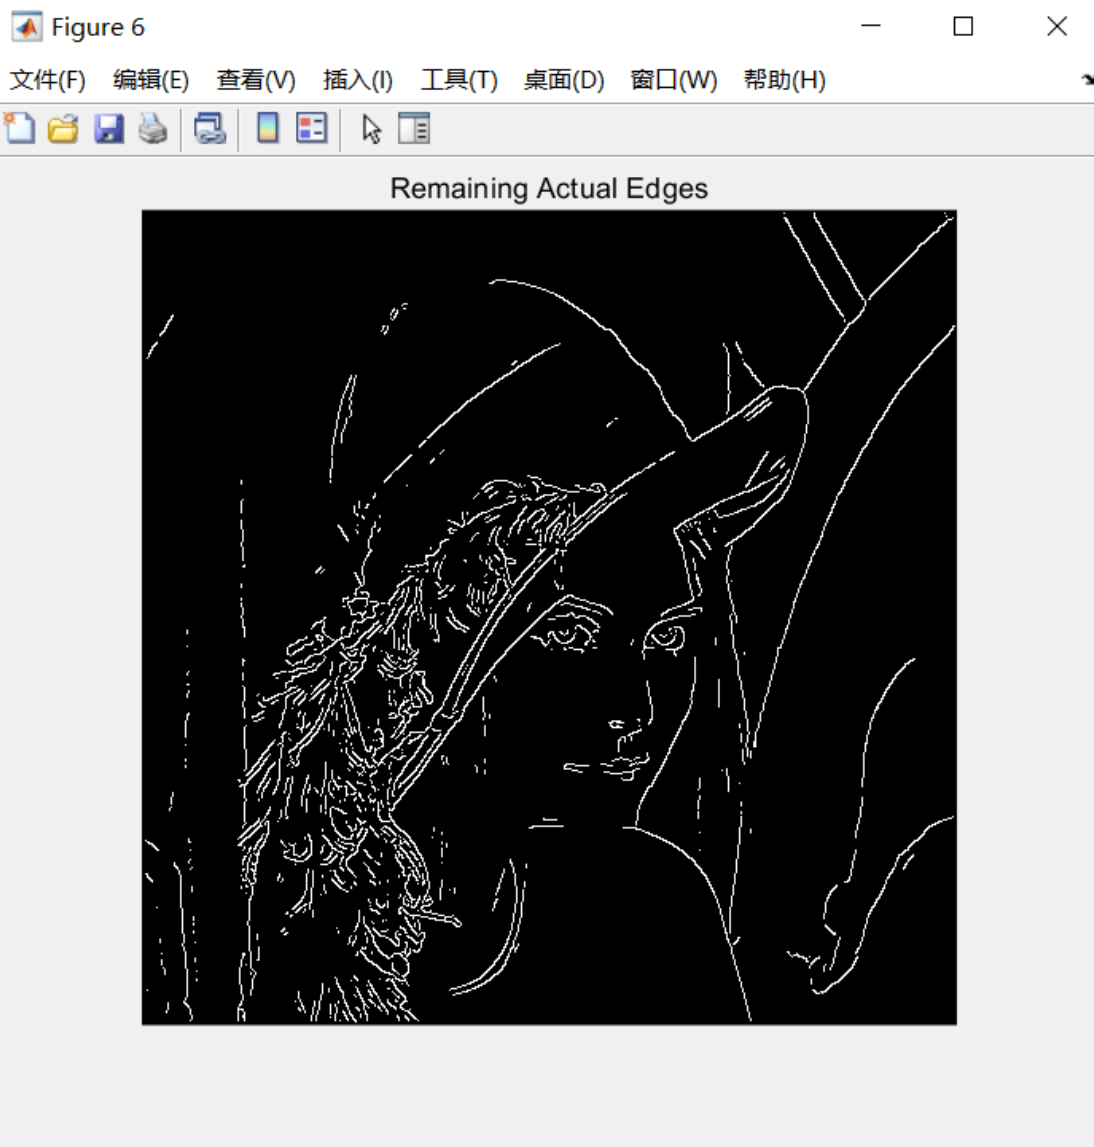 Figure 6
文件(F) 编辑(E) 查看(V) 插入(I) 工具(T) 桌面(D) 窗口(W) 帮助(H)
Remaining Actual Edges